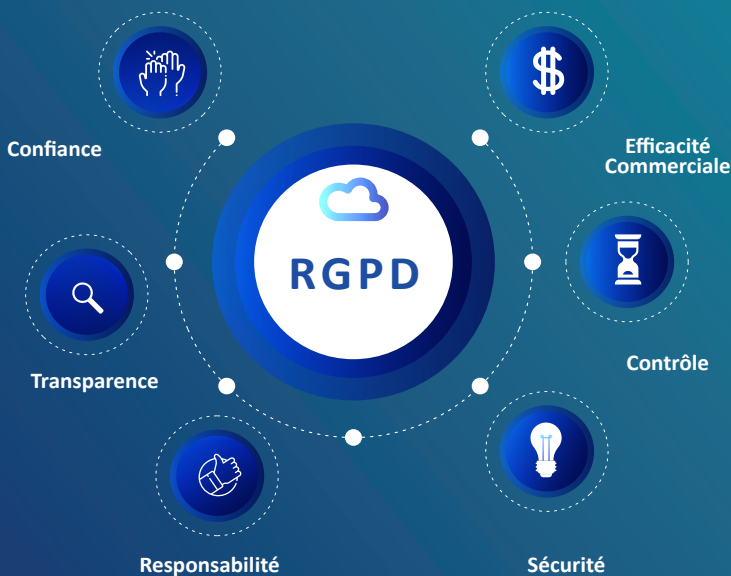 Confiance
Efficacité
Commerciale
RGPD
Contrôle
Transparence
Responsabilité
Sécurité